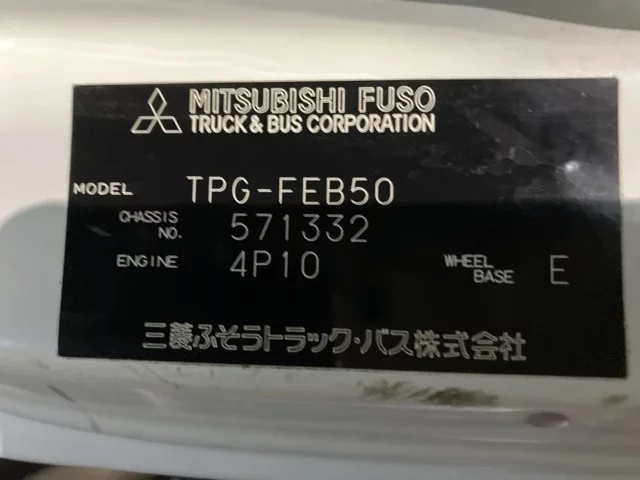 MITSUBISHI FUSO
TRUCK & BUS CORPORATION
MODEL TPG-FEB50
CHASSIS NO. 571332
ENGINE 4P10 WHEEL BASE E
三菱ふそうトラック・バス株式会社